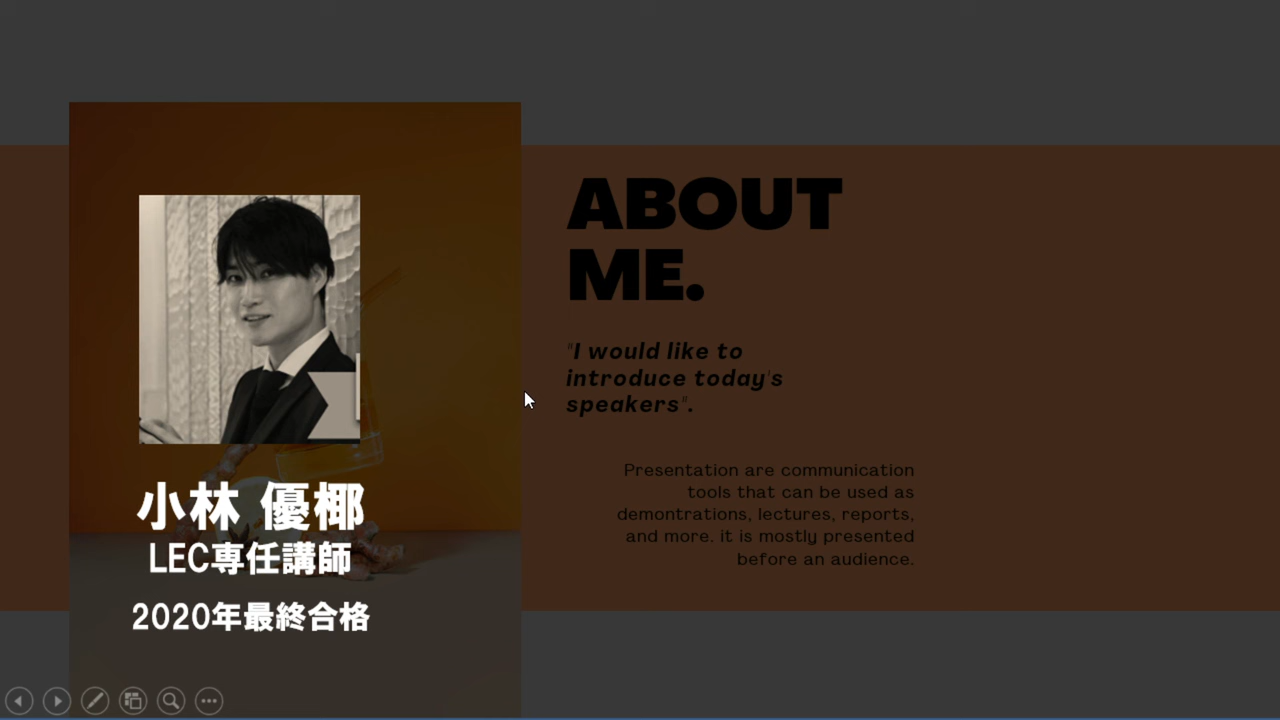 小林 優椰
LEC専任講師
2020年最終合格
ABOUT
ME.
"I would like to
introduce today's
speakers".
Presentation are communication
tools that can be used as
demontrations, lectures, reports,
and more. it is mostly presented
before an audience.